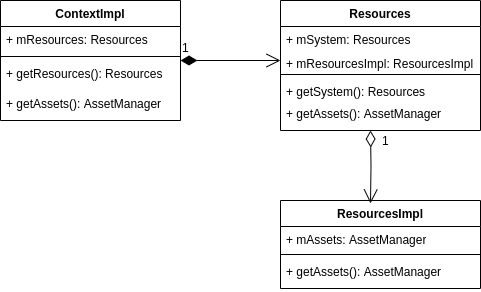 ContextImpl
+ mResources: Resources
+ getResources(): Resources
+ getAssets(): AssetManager
1
Resources
+ mSystem: Resources
+ mResourcesImpl: ResourcesImpl
+ getSystem(): Resources
+ getAssets(): AssetManager
1
ResourcesImpl
+ mAssets: AssetManager
+ getAssets(): AssetManager